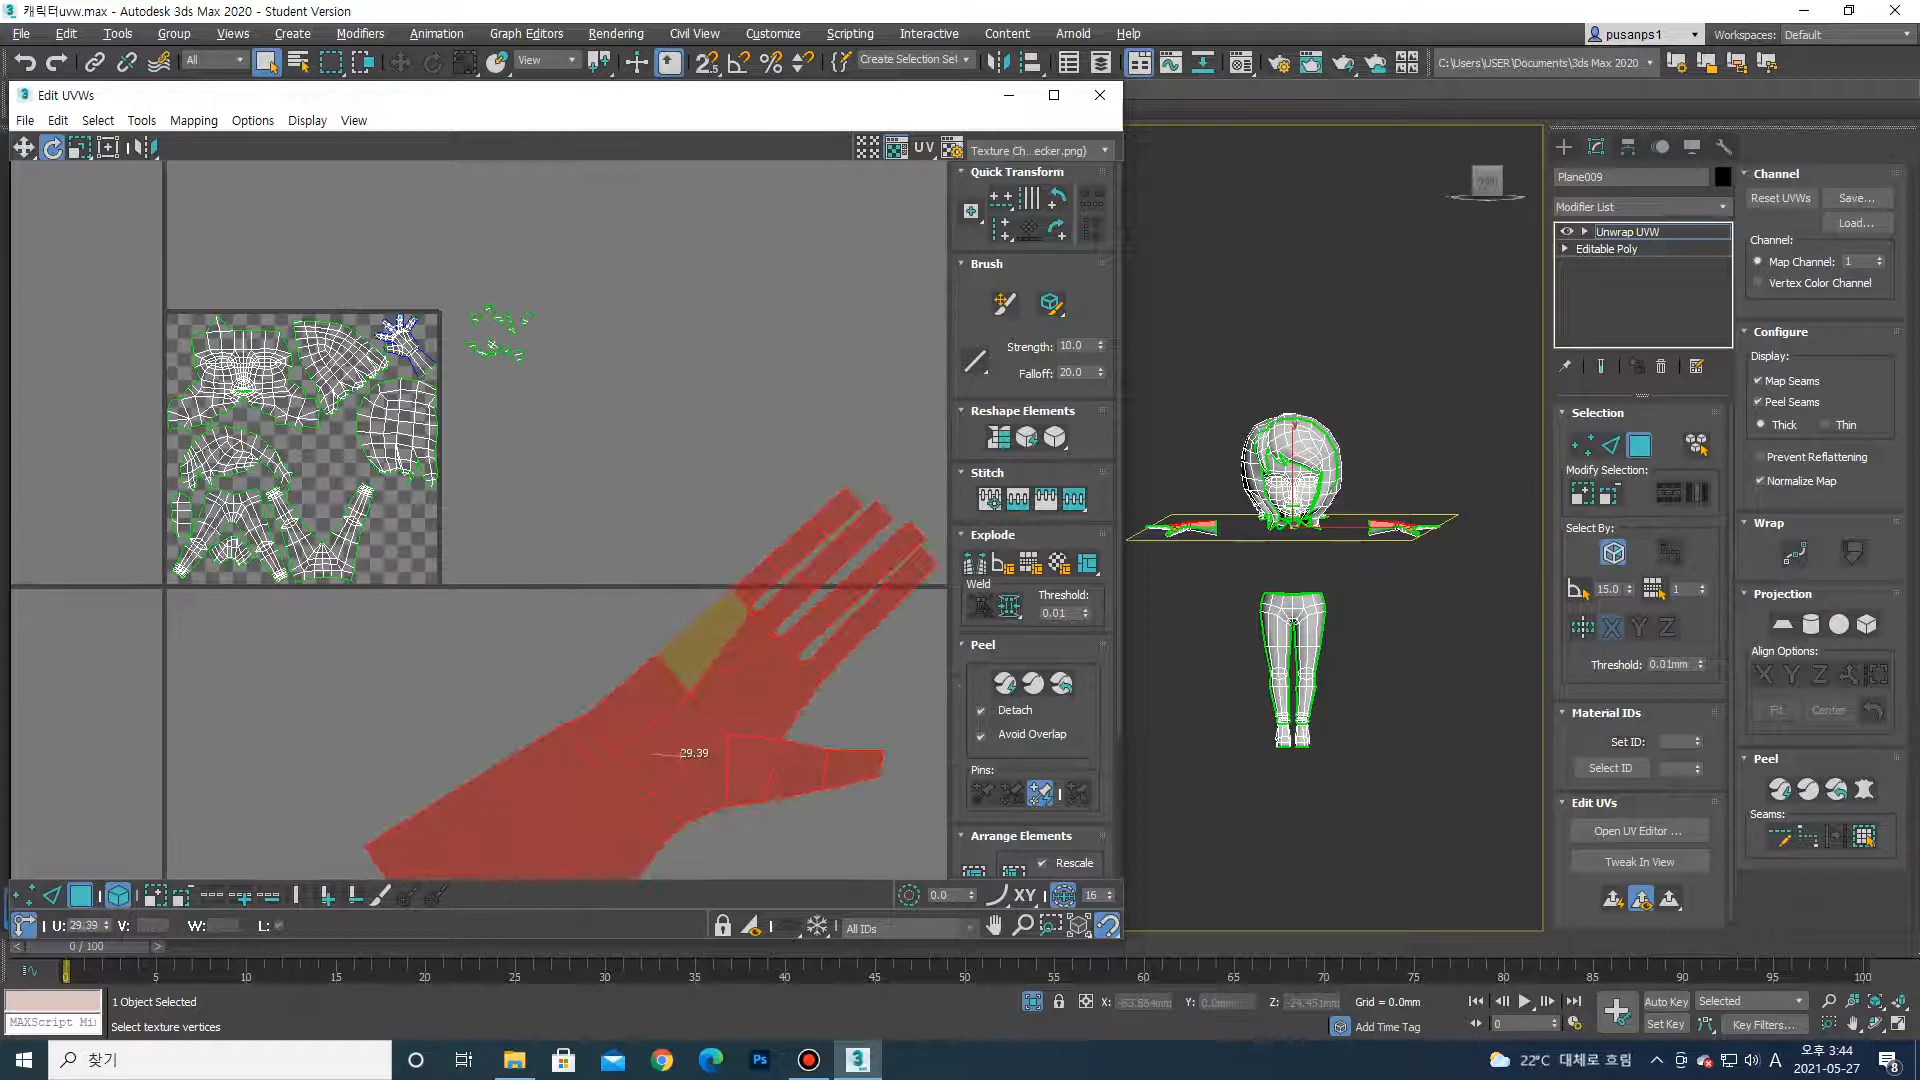 캐릭터uvw.max - Autodesk 3ds Max 2020 - Student Version
File Edit Tools Group Views Create Modifiers Animation Graph Editors Rendering Civil View Customize Scripting Interactive Content Arnold Help
pusanps1 Workspaces: Default
All View Create Selection Set C:\Users\USER\Documents\3ds Max 2020
Edit UVWs
File Edit Select Tools Mapping Options Display View
UV Texture Ch...ecker.png)
Quick Transform
Brush
Strength: 10.0
Falloff: 20.0
Reshape Elements
Stitch
Explode
Weld
Threshold:
0.01
Peel
Detach
Avoid Overlap
Pins:
Arrange Elements
Rescale
29.39
0.0 XY 16
U: 29.39 V: W: L: All IDs
Plane009
Modifier List
Unwrap UVW
Editable Poly
Selection
Modify Selection:
Select By:
15.0 1
X Y Z
Threshold: 0.01mm
Material IDs
Set ID:
Select ID
Edit UVs
Open UV Editor ...
Tweak In View
Channel
Reset UVWs Save...
Load...
Channel:
Map Channel: 1
Vertex Color Channel
Configure
Display:
Map Seams
Peel Seams
Thick Thin
Prevent Reflattening
Normalize Map
Wrap
Projection
Align Options:
X Y Z
Fit Center
Peel
Seams:
0 / 100
0 5 10 15 20 25 30 35 40 45 50 55 60 65 70 75 80 85 90 95 100
1 Object Selected
MAXScript Mi
Select texture vertices
X: -63.864mm Y: 0.0mm Z: -24.451mm Grid = 0.0mm
Add Time Tag
0
Auto Key Selected
Set Key Key Filters...
찾기
Ps
3
22°C 대체로 흐림 A
오후 3:44
2021-05-27
8